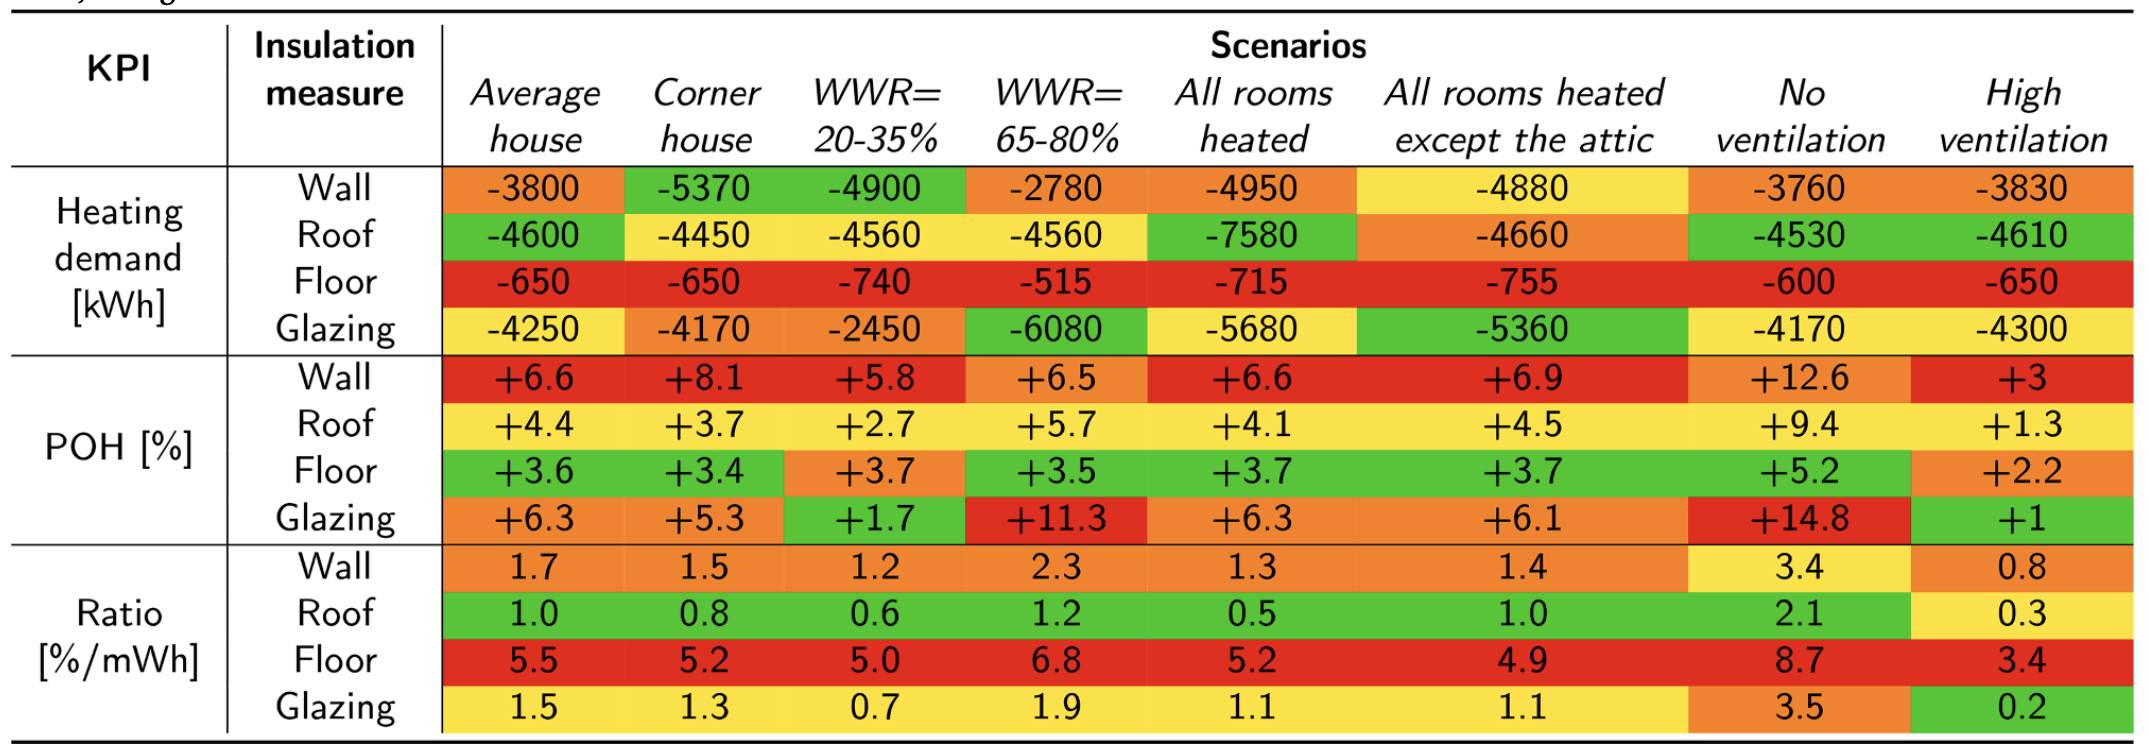 KPI Insulation measure Scenarios
Average house Corner house WWR= 20-35% WWR= 65-80% All rooms heated All rooms heated except the attic No ventilation High ventilation
Heating demand [kWh]
Wall -3800 -5370 -4900 -2780 -4950 -4880 -3760 -3830
Roof -4600 -4450 -4560 -4560 -7580 -4660 -4530 -4610
Floor -650 -650 -740 -515 -715 -755 -600 -650
Glazing -4250 -4170 -2450 -6080 -5680 -5360 -4170 -4300
POH [%]
Wall +6.6 +8.1 +5.8 +6.5 +6.6 +6.9 +12.6 +3
Roof +4.4 +3.7 +2.7 +5.7 +4.1 +4.5 +9.4 +1.3
Floor +3.6 +3.4 +3.7 +3.5 +3.7 +3.7 +5.2 +2.2
Glazing +6.3 +5.3 +1.7 +11.3 +6.3 +6.1 +14.8 +1
Ratio [%/mWh]
Wall 1.7 1.5 1.2 2.3 1.3 1.4 3.4 0.8
Roof 1.0 0.8 0.6 1.2 0.5 1.0 2.1 0.3
Floor 5.5 5.2 5.0 6.8 5.2 4.9 8.7 3.4
Glazing 1.5 1.3 0.7 1.9 1.1 1.1 3.5 0.2